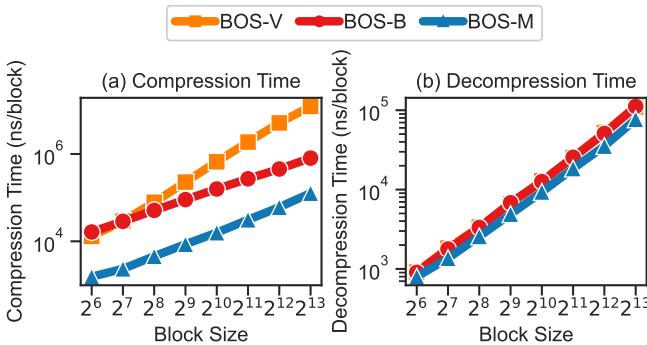 BOS-V BOS-B BOS-M
(a) Compression Time
(b) Decompression Time
Compression Time (ns/block)
10^6
10^4
2^6 2^7 2^8 2^9 2^10 2^11 2^12 2^13
Block Size
Decompression Time (ns/block)
10^5
10^4
10^3
2^6 2^7 2^8 2^9 2^10 2^11 2^12 2^13
Block Size